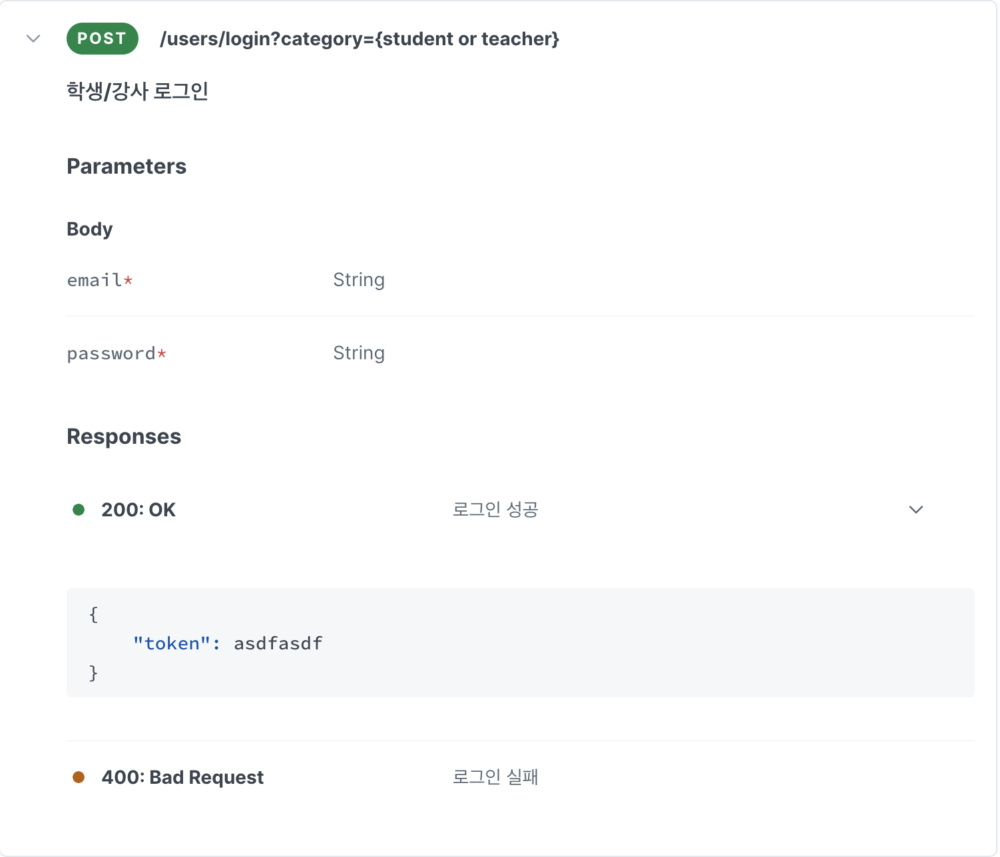 POST /users/login?category={student or teacher}
학생/강사 로그인
Parameters
Body
email* String
password* String
Responses
200: OK 로그인 성공
{
"token": asdfasdf
}
400: Bad Request 로그인 실패